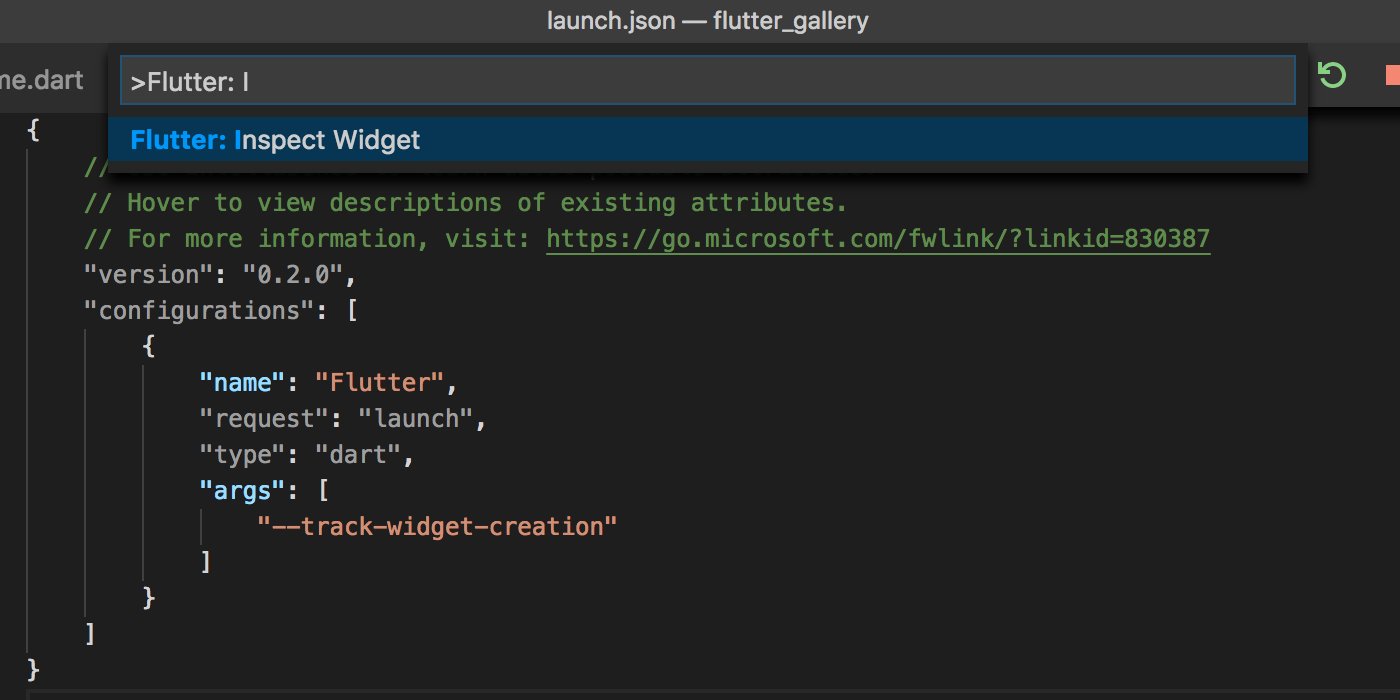 launch.json — flutter_gallery
me.dart
>Flutter: I
Flutter: Inspect Widget
{
//
// Hover to view descriptions of existing attributes.
// For more information, visit: https://go.microsoft.com/fwlink/?linkid=830387
"version": "0.2.0",
"configurations": [
{
"name": "Flutter",
"request": "launch",
"type": "dart",
"args": [
"--track-widget-creation"
]
}
]
}